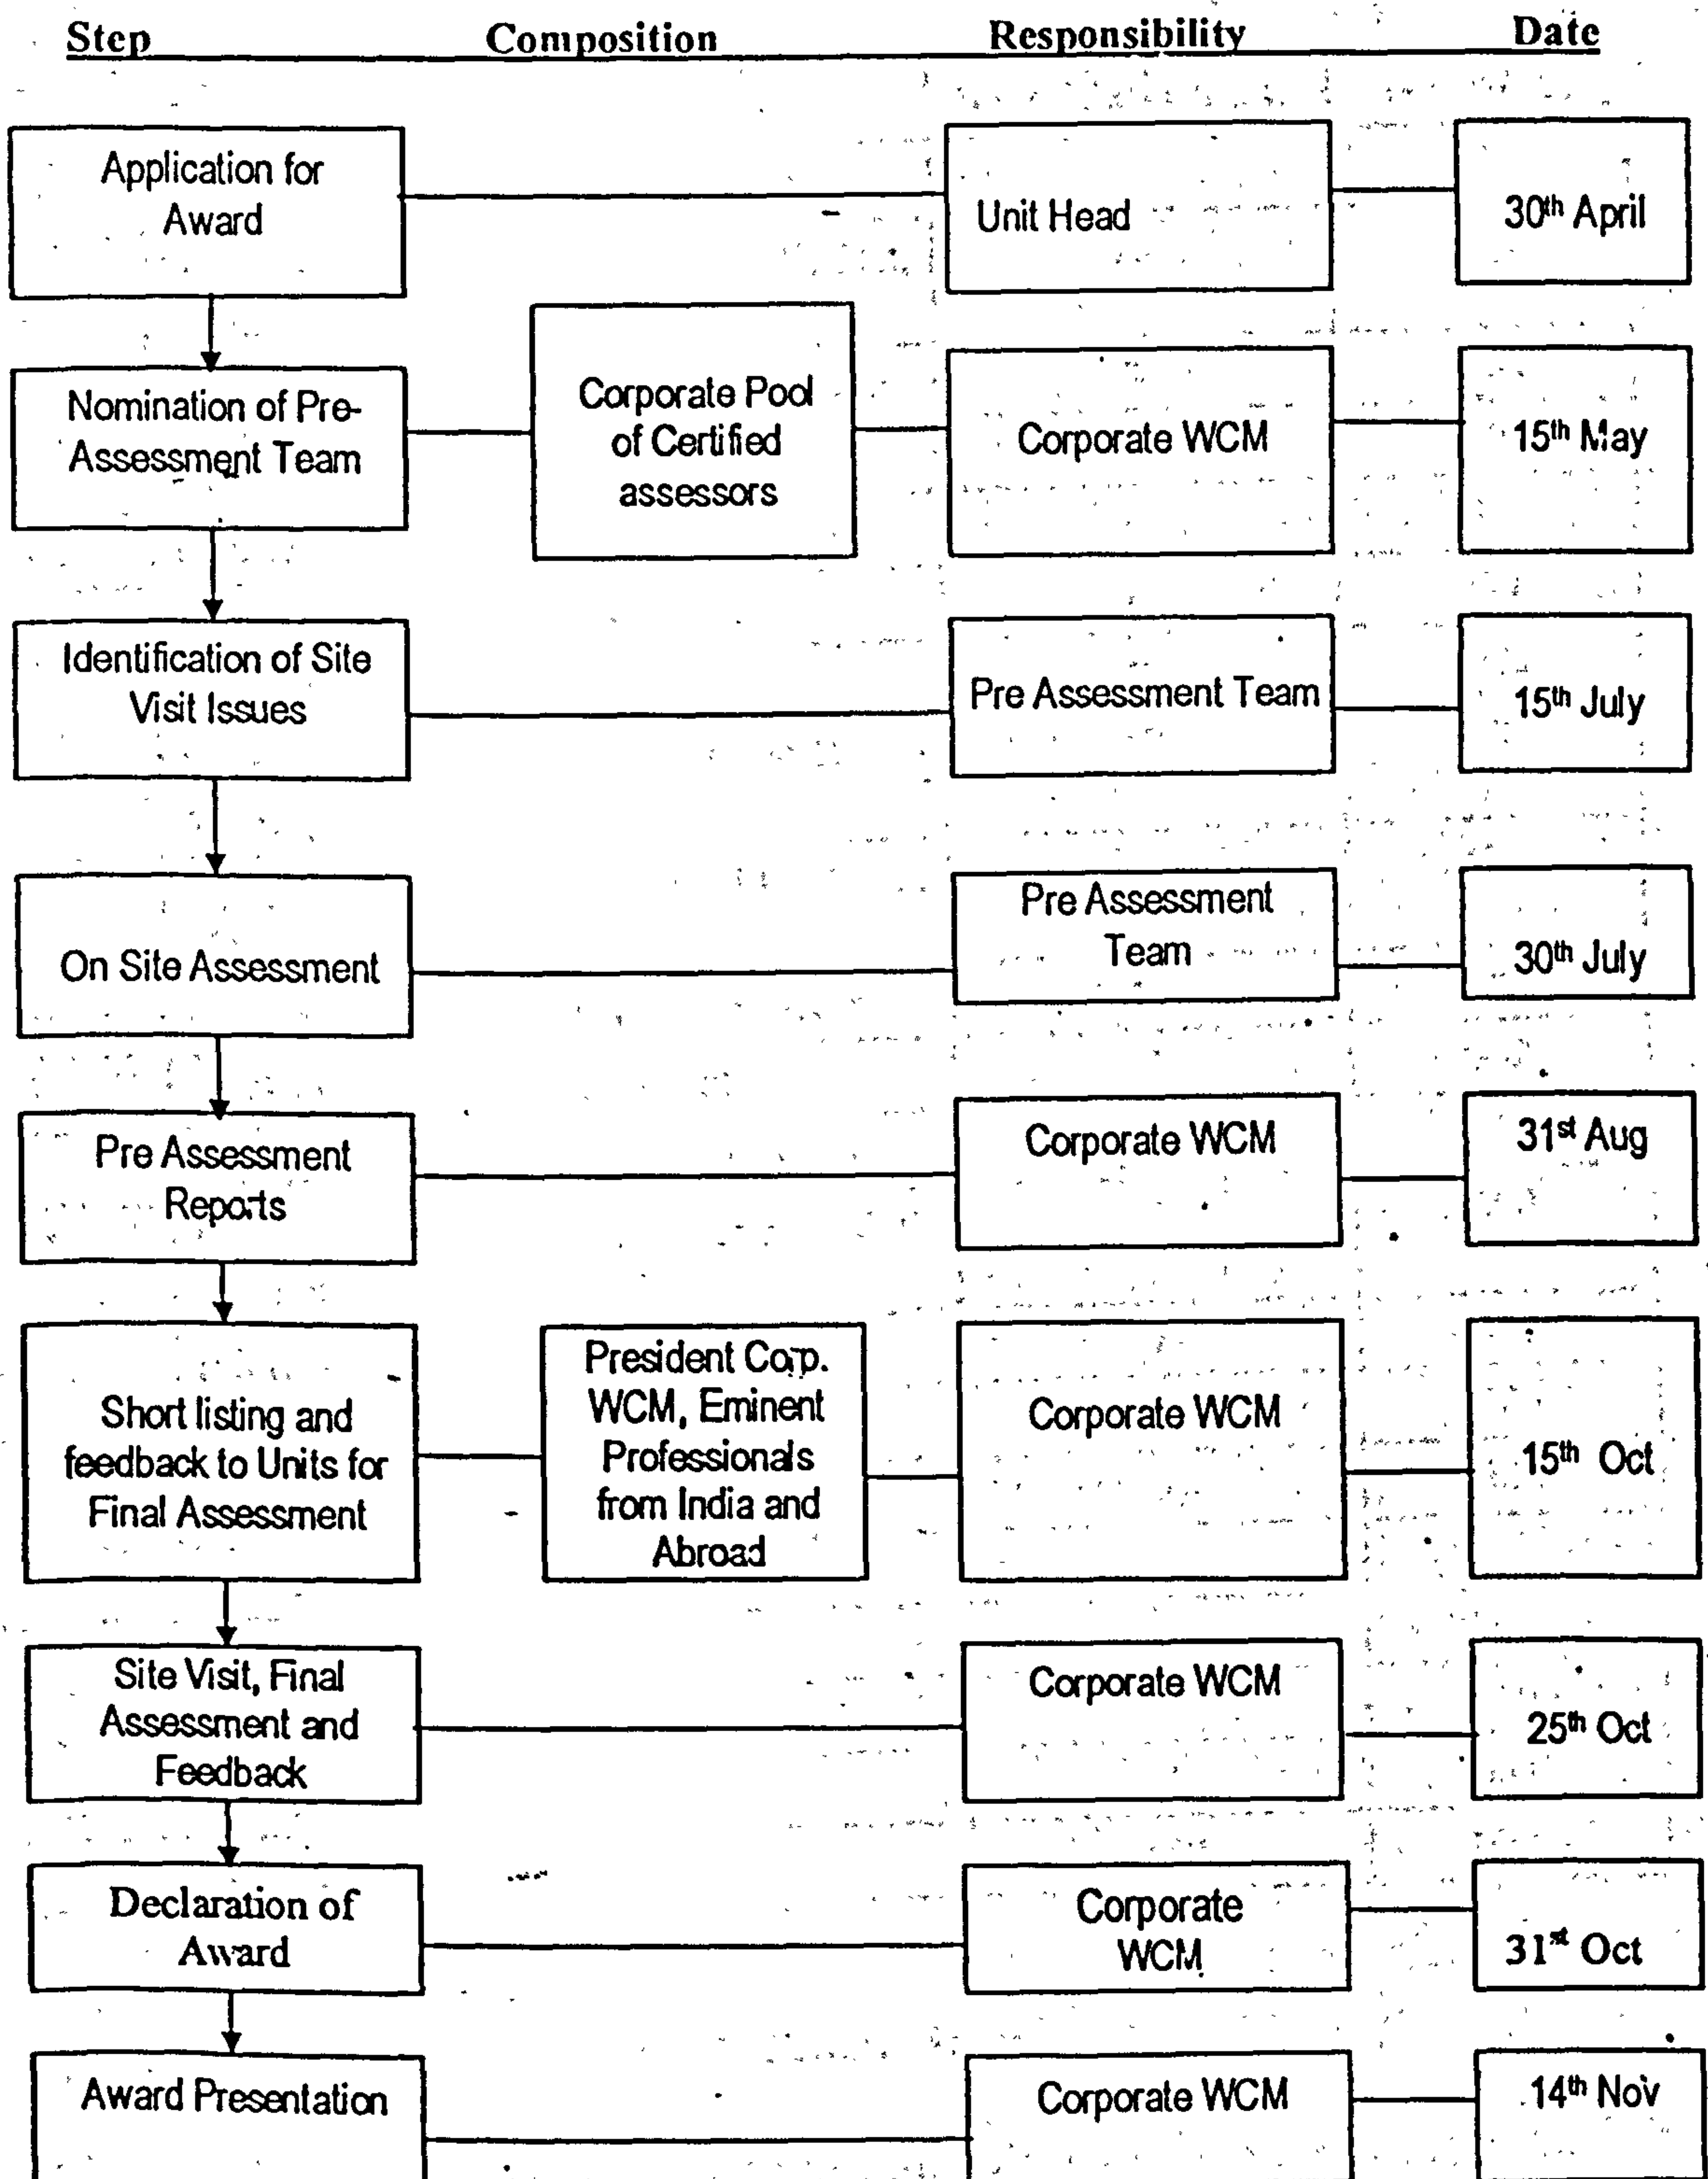 Step Composition Responsibility Date
Application for
Award
Unit Head
30th April
Nomination of Pre-
Assessment Team
Corporate Pool
of Certified
assessors
Corporate WCM
15th May
Identification of Site
Visit Issues
Pre Assessment Team
15th July
On Site Assessment
Pre Assessment
Team
30th July
Pre Assessment
Reports
Corporate WCM
31st Aug
Short listing and
feedback to Units for
Final Assessment
President Corp.
WCM, Eminent
Professionals
from India and
Abroad
Corporate WCM
15th Oct
Site Visit, Final
Assessment and
Feedback
Corporate WCM
25th Oct
Declaration of
Award
Corporate
WCM
31st Oct
Award Presentation
Corporate WCM
14th Nov